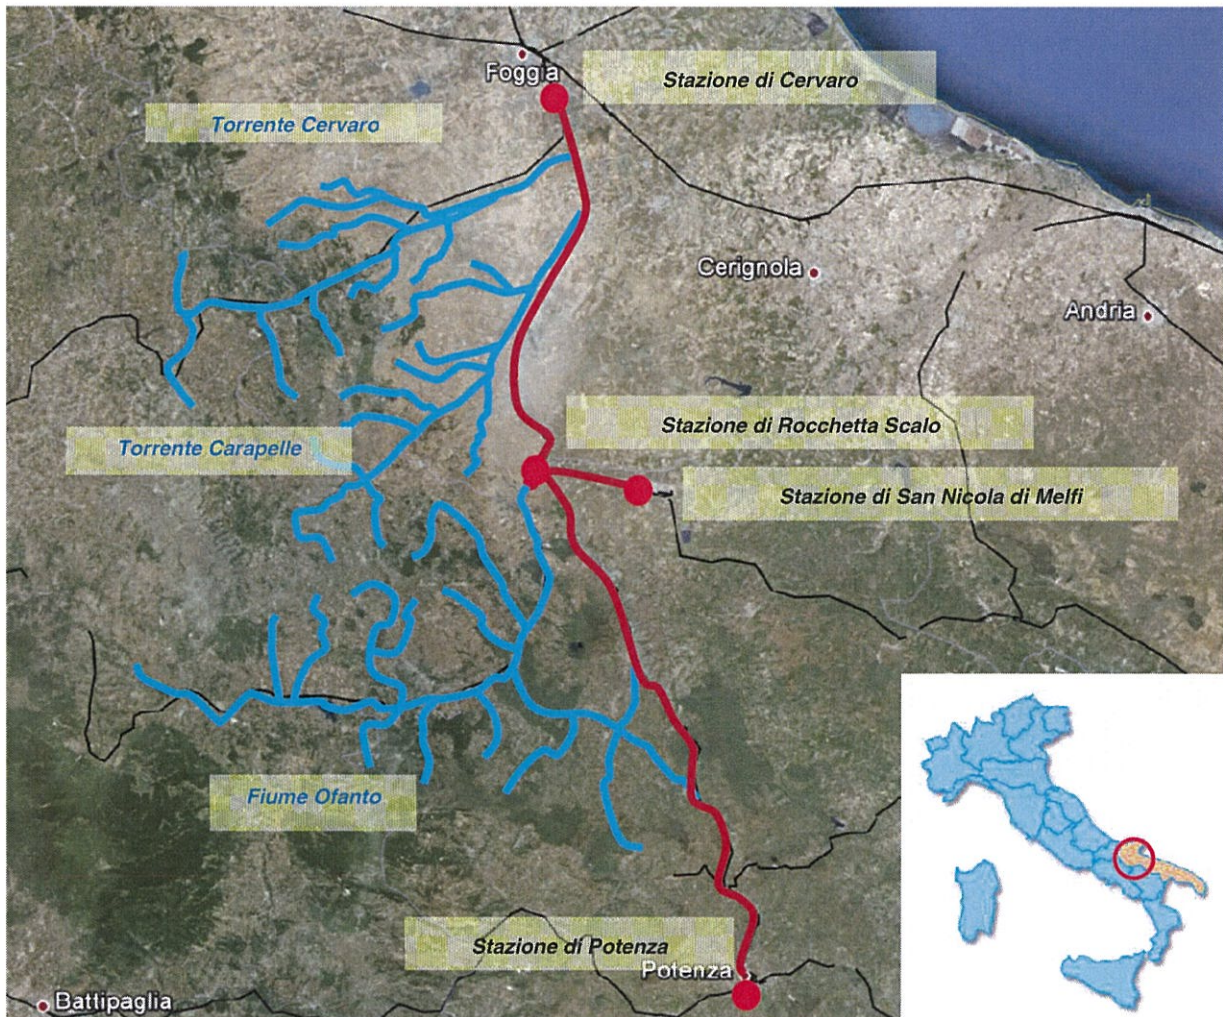 Foggia
Stazione di Cervaro
Torrente Cervaro
Cerignola
Andria
Stazione di Rocchetta Scalo
Torrente Carapelle
Stazione di San Nicola di Melfi
Fiume Ofanto
Stazione di Potenza
Potenza
Battipaglia